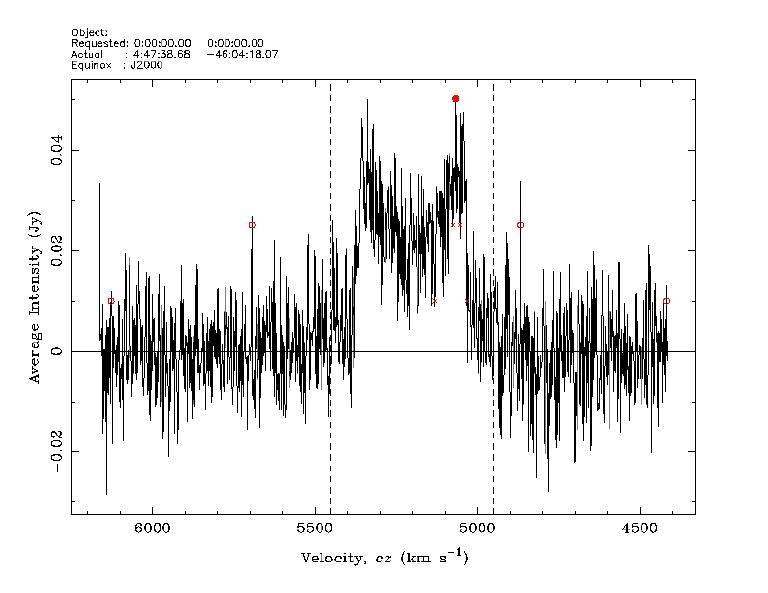 Object:
Requested: 0:00:00.00 0:00:00.00
Actual : 4:47:38.68 −46:04:18.07
Equinox : J2000
0.04
0.02
0
−0.02
Average Intensity (Jy)
6000 5500 5000 4500
Velocity, cz (km s⁻¹)